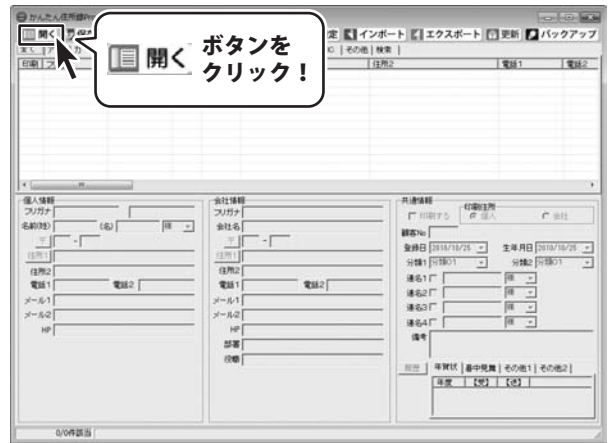 かんたん住所録Pro
開く
定 インポート エクスポート 更新 バックアップ
開く ボタンを
クリック！
その他 検索
印刷
住所2 電話1 電話2
個人情報
フリガナ
名前(姓) (名) 様
〒 -
住所1
住所2
電話1 電話2
メール1
メール2
HP
会社情報
フリガナ
会社名
〒 -
住所1
住所2
電話1 電話2
メール1
メール2
HP
部署
役職
共通情報
印刷住所
印刷する 個人 会社
顧客No
登録日 2018/10/25 生年月日 2018/10/25
分類1 分類01 分類2 分類01
連名1 様
連名2 様
連名3 様
連名4 様
備考
履歴 年賀状 暑中見舞 その他1 その他2
年度 【受】 【送】
0/0件該当